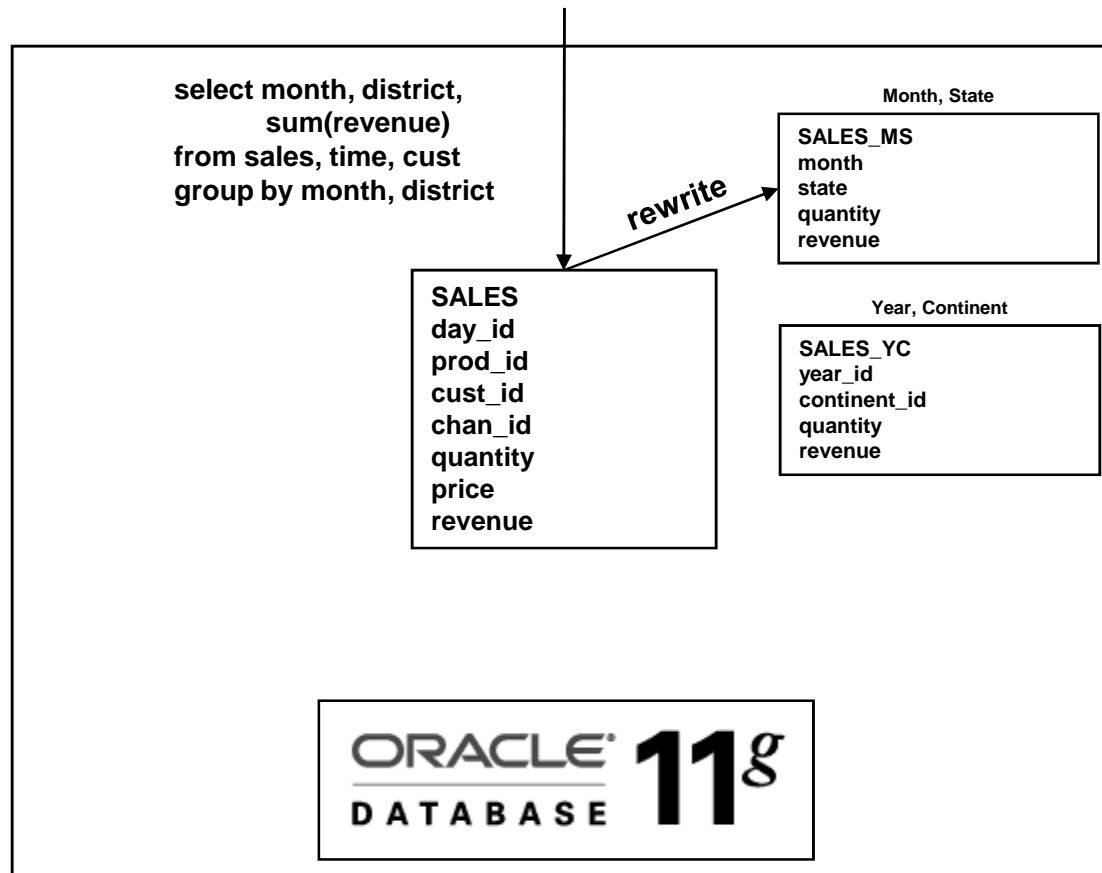 select month, district,
sum(revenue)
from sales, time, cust
group by month, district
rewrite
Month, State
SALES_MS
month
state
quantity
revenue
SALES
day_id
prod_id
cust_id
chan_id
quantity
price
revenue
Year, Continent
SALES_YC
year_id
continent_id
quantity
revenue
ORACLE
DATABASE
11g